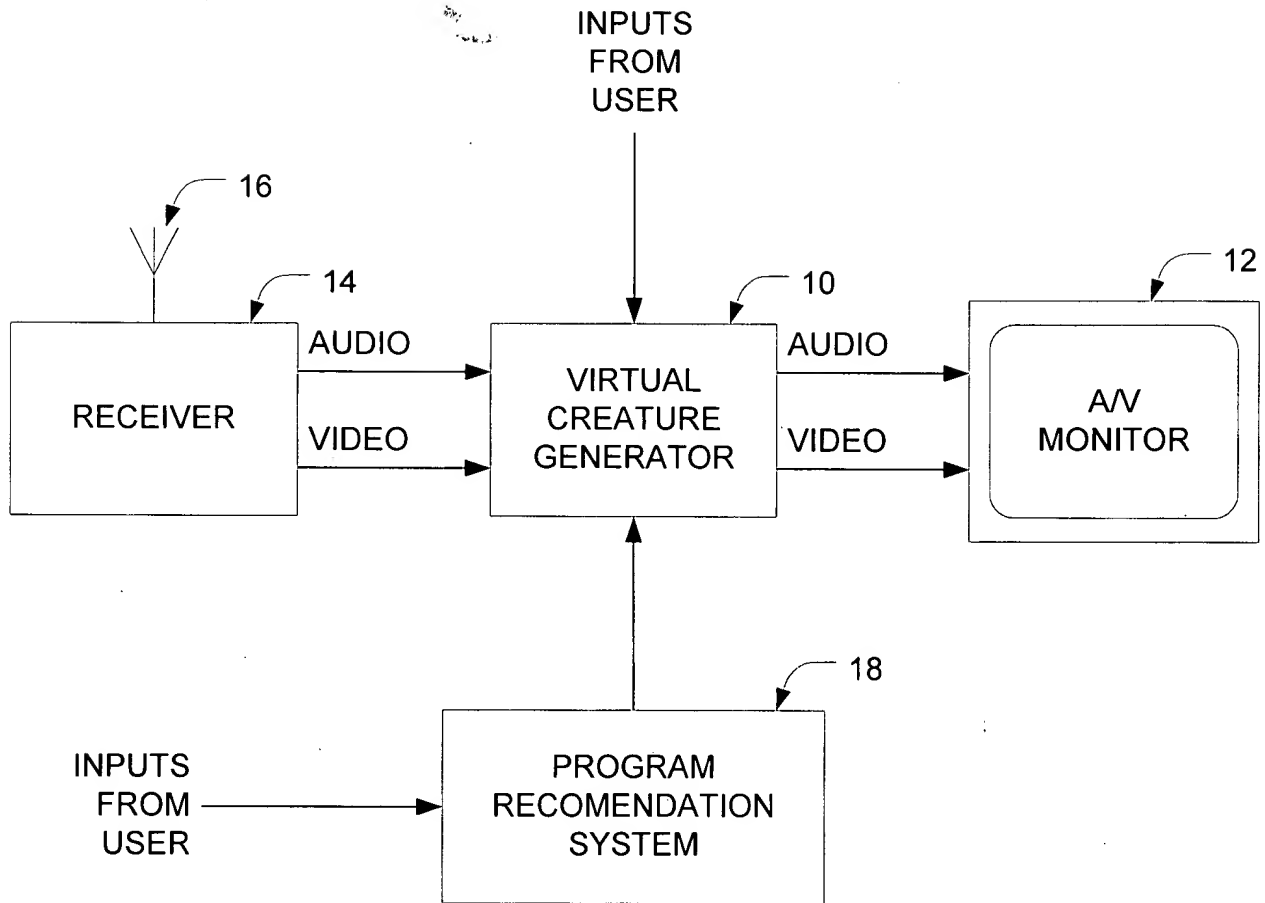 INPUTS
FROM
USER
16
14
10
12
AUDIO
AUDIO
RECEIVER
VIRTUAL
CREATURE
GENERATOR
A/V
MONITOR
VIDEO
VIDEO
18
INPUTS
FROM
USER
PROGRAM
RECOMENDATION
SYSTEM